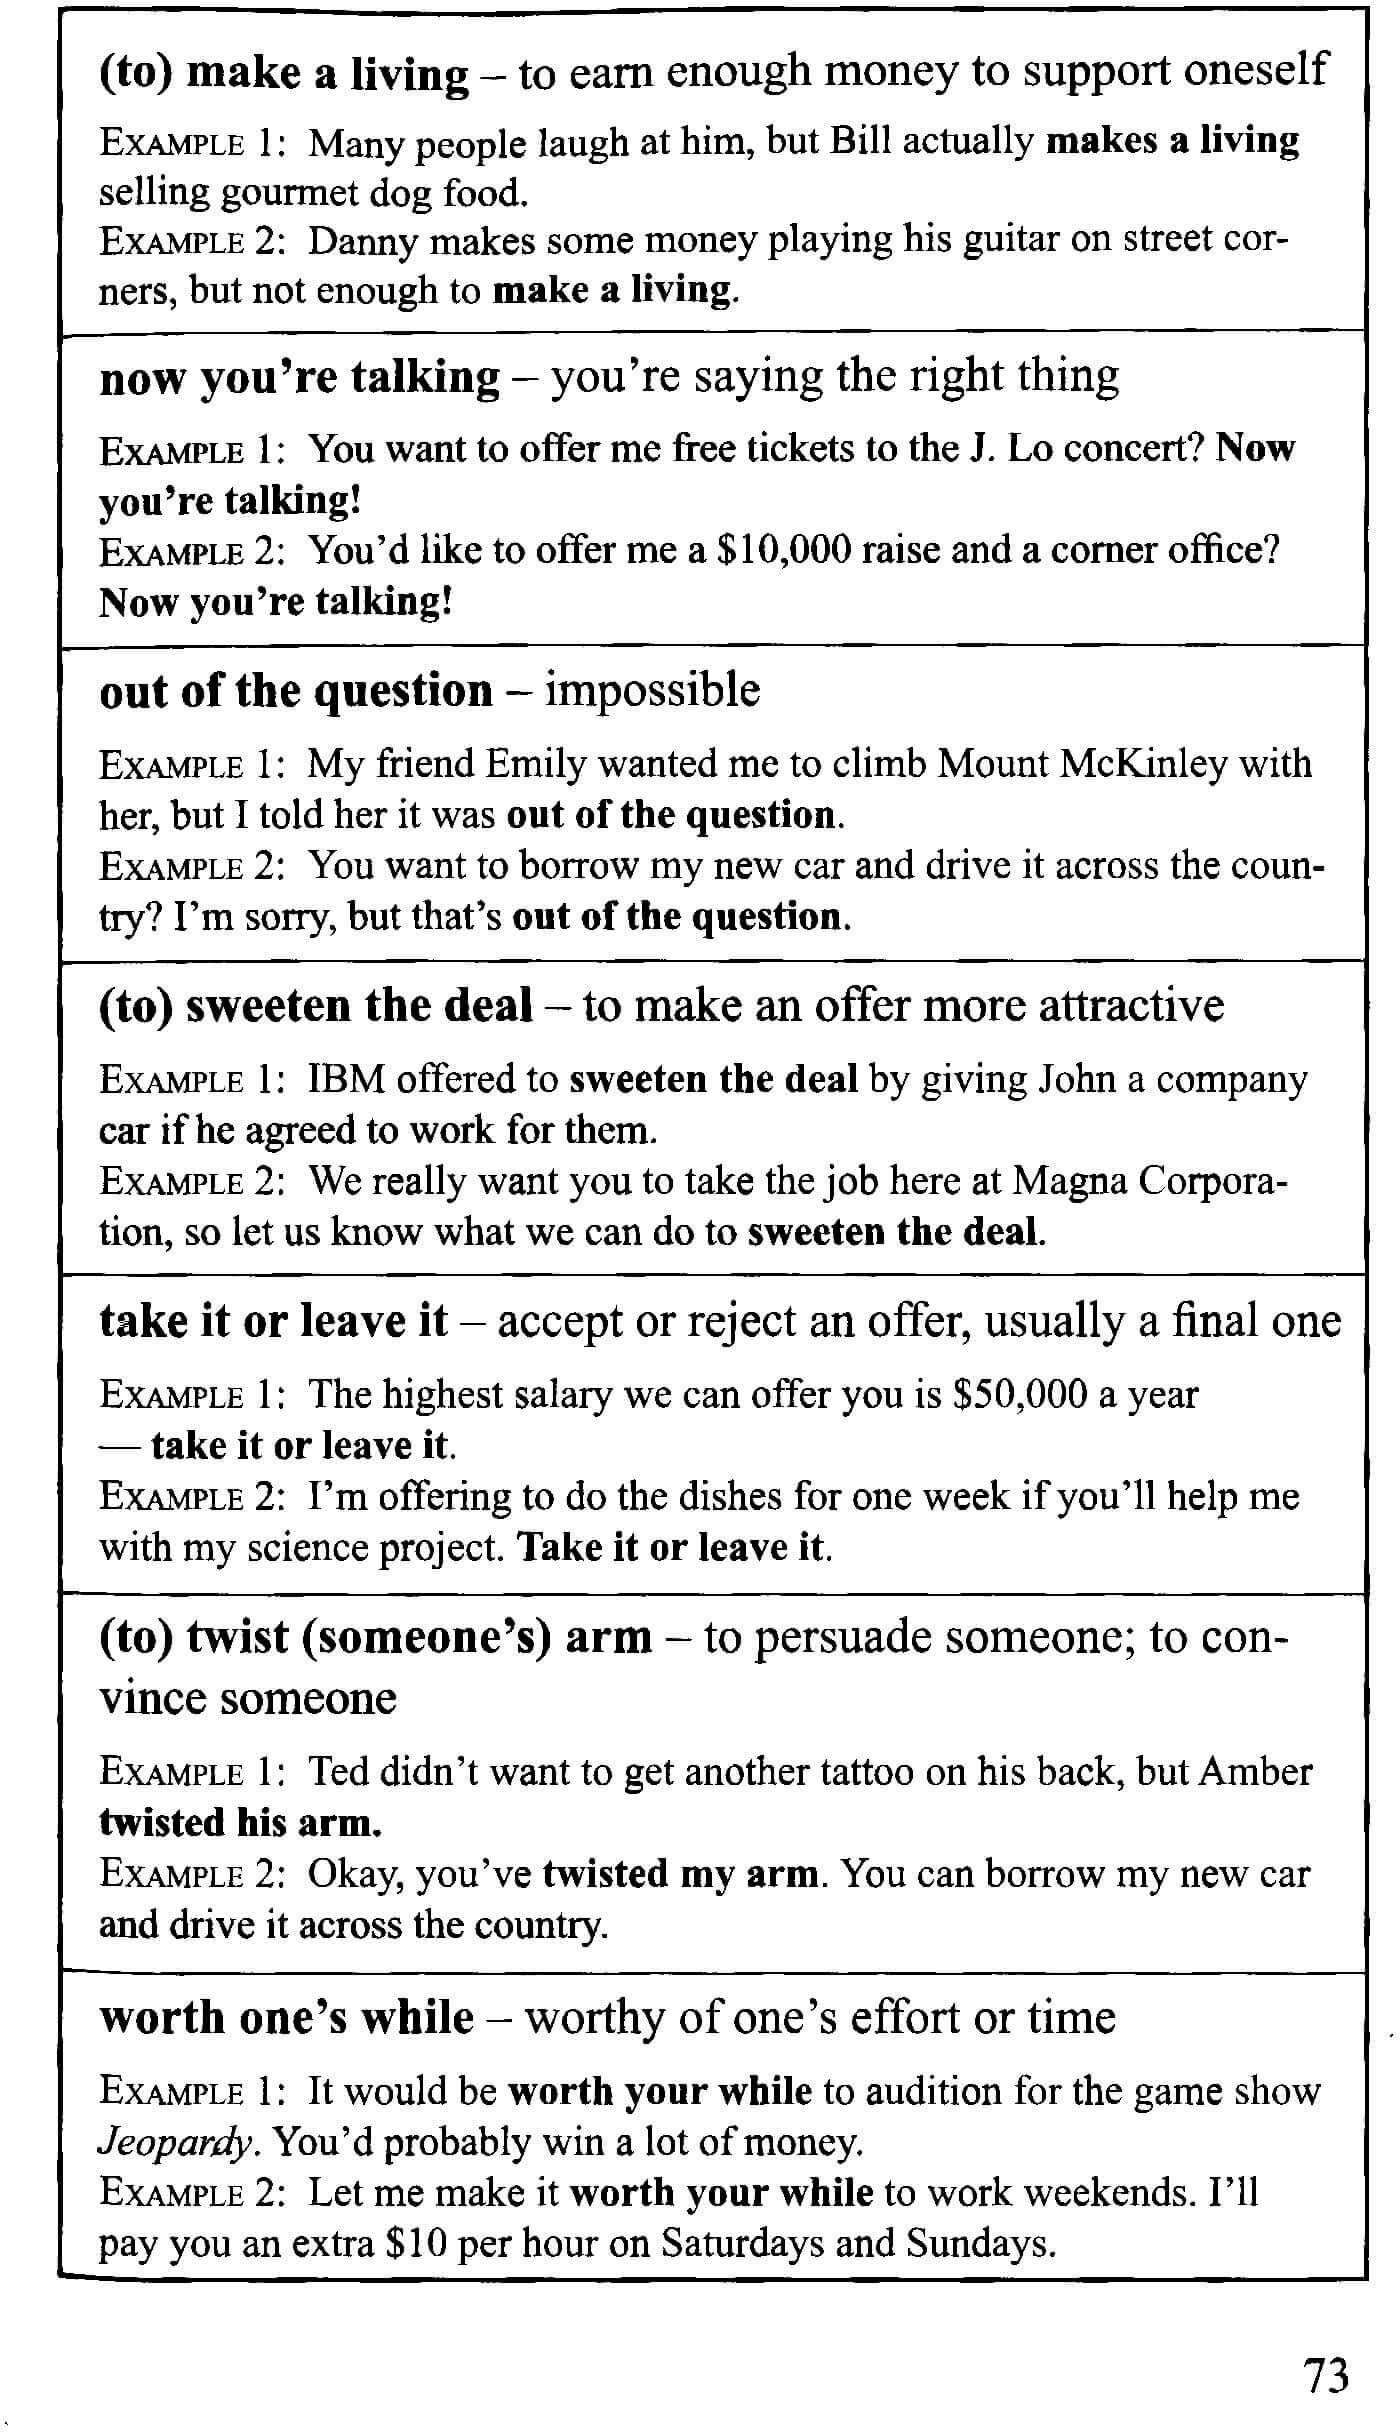 (to) make a living – to earn enough money to support oneself
EXAMPLE 1: Many people laugh at him, but Bill actually makes a living
selling gourmet dog food.
EXAMPLE 2: Danny makes some money playing his guitar on street cor-
ners, but not enough to make a living.
now you're talking – you're saying the right thing
EXAMPLE 1: You want to offer me free tickets to the J. Lo concert? Now
you're talking!
EXAMPLE 2: You'd like to offer me a $10,000 raise and a corner office?
Now you're talking!
out of the question – impossible
EXAMPLE 1: My friend Emily wanted me to climb Mount McKinley with
her, but I told her it was out of the question.
EXAMPLE 2: You want to borrow my new car and drive it across the coun-
try? I'm sorry, but that's out of the question.
(to) sweeten the deal – to make an offer more attractive
EXAMPLE 1: IBM offered to sweeten the deal by giving John a company
car if he agreed to work for them.
EXAMPLE 2: We really want you to take the job here at Magna Corpora-
tion, so let us know what we can do to sweeten the deal.
take it or leave it – accept or reject an offer, usually a final one
EXAMPLE 1: The highest salary we can offer you is $50,000 a year
— take it or leave it.
EXAMPLE 2: I'm offering to do the dishes for one week if you'll help me
with my science project. Take it or leave it.
(to) twist (someone's) arm – to persuade someone; to con-
vince someone
EXAMPLE 1: Ted didn't want to get another tattoo on his back, but Amber
twisted his arm.
EXAMPLE 2: Okay, you've twisted my arm. You can borrow my new car
and drive it across the country.
worth one's while – worthy of one's effort or time
EXAMPLE 1: It would be worth your while to audition for the game show
Jeopardy. You'd probably win a lot of money.
EXAMPLE 2: Let me make it worth your while to work weekends. I'll
pay you an extra $10 per hour on Saturdays and Sundays.
73